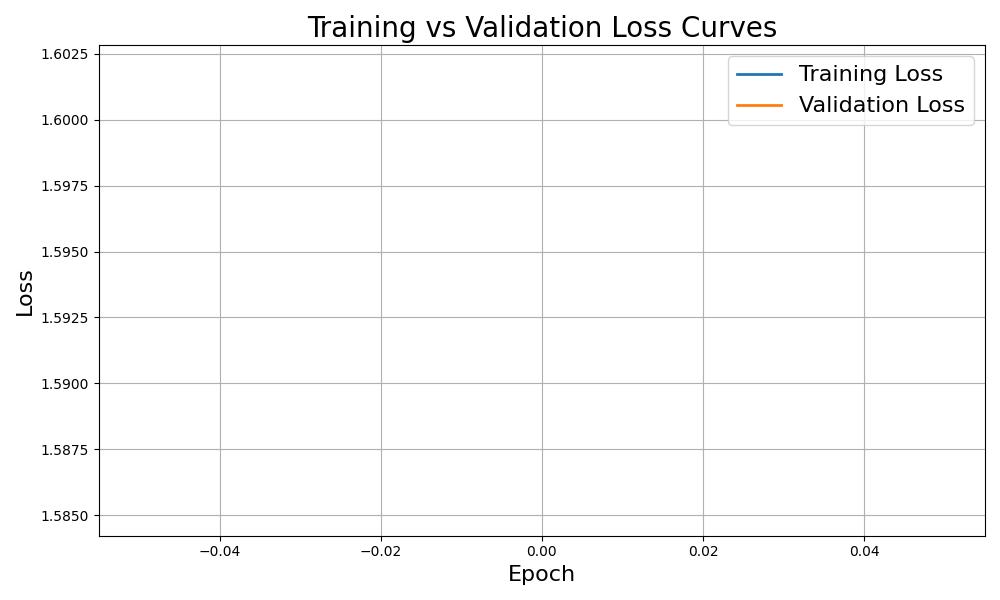 Training vs Validation Loss Curves
1.6025
1.6000
1.5975
1.5950
1.5925
1.5900
1.5875
1.5850
Loss
Training Loss
Validation Loss
−0.04
−0.02
0.00
0.02
0.04
Epoch